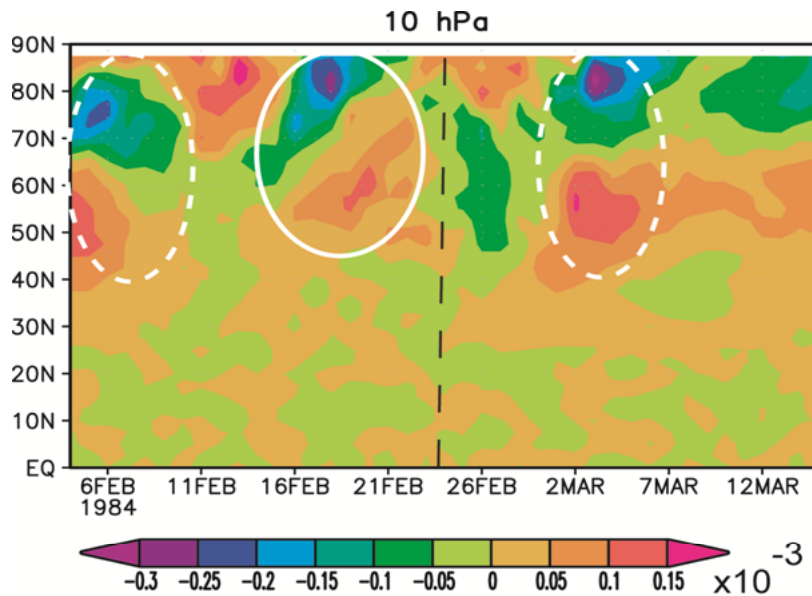 10 hPa
90N
80N
70N
60N
50N
40N
30N
20N
10N
EQ
6FEB 11FEB 16FEB 21FEB 26FEB 2MAR 7MAR 12MAR
1984
-0.3 -0.25 -0.2 -0.15 -0.1 -0.05 0 0.05 0.1 0.15 x10 -3